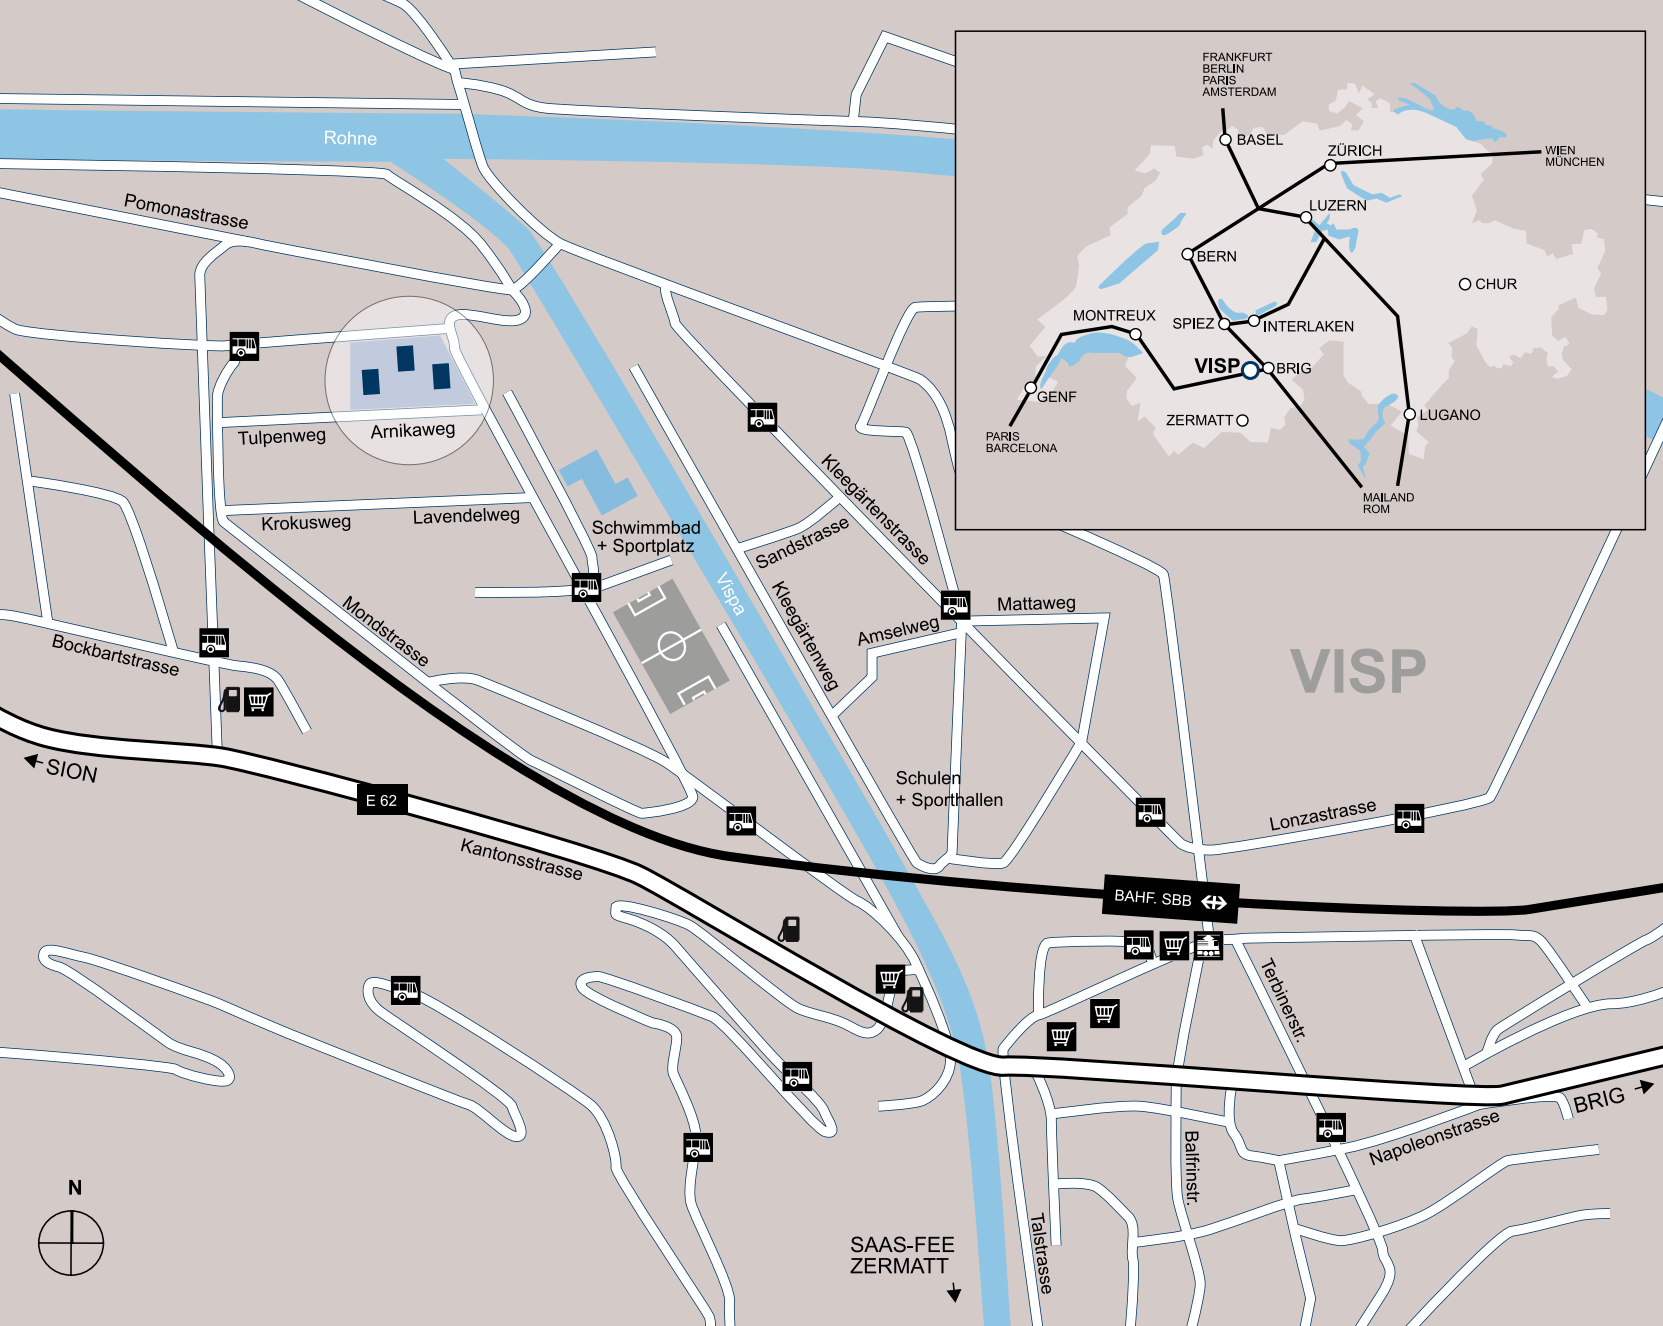 FRANKFURT
BERLIN
PARIS
AMSTERDAM
BASEL
ZÜRICH
WIEN
MÜNCHEN
LUZERN
BERN
CHUR
MONTREUX
SPIEZ
INTERLAKEN
VISP
BRIG
GENF
ZERMATT
LUGANO
PARIS
BARCELONA
MAILAND
ROM
Rohne
Pomonastrasse
Tulpenweg
Arnikaweg
Krokusweg
Lavendelweg
Schwimmbad
+ Sportplatz
Vispa
Kleegärtenstrasse
Sandstrasse
Kleegärtenweg
Mattaweg
Amselweg
Mondstrasse
Bockbartstrasse
VISP
SION
E 62
Schulen
+ Sporthallen
Lonzastrasse
Kantonsstrasse
BAHF. SBB
Terbinerstr.
BRIG
Napoleonstrasse
Balfrinstr.
Talstrasse
N
SAAS-FEE
ZERMATT